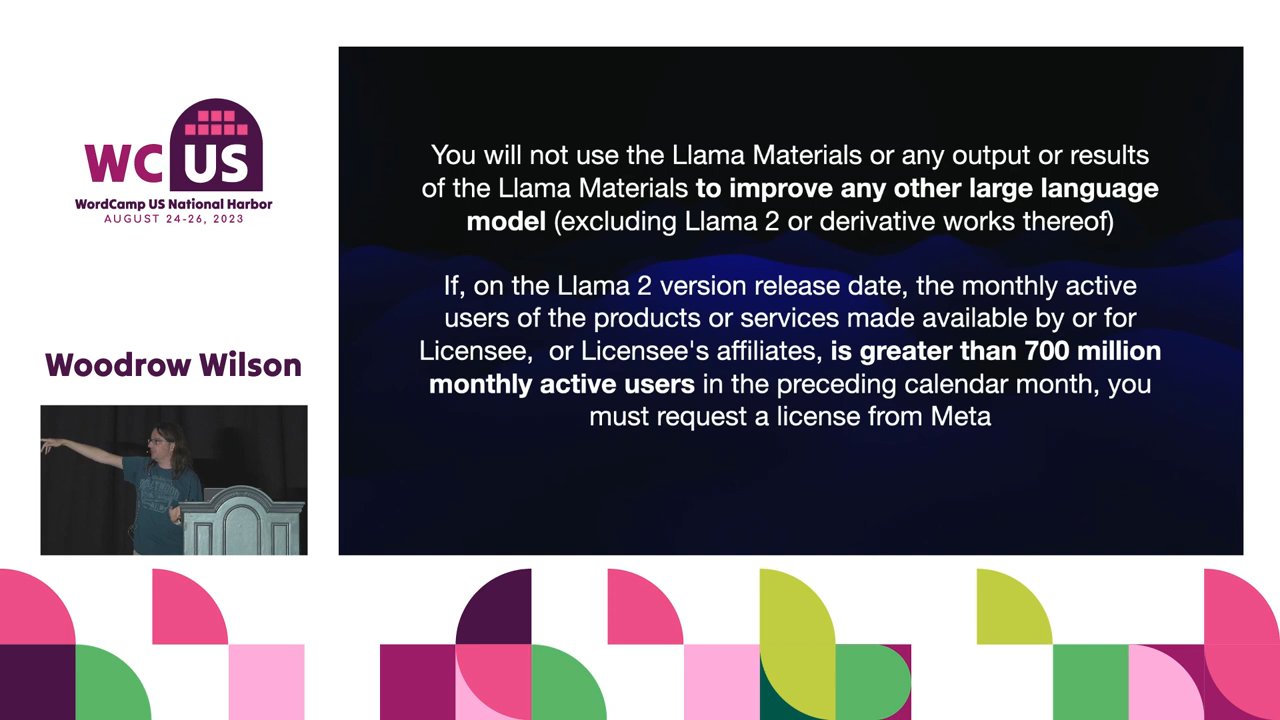 WC US
WordCamp US National Harbor
AUGUST 24-26, 2023
Woodrow Wilson
You will not use the Llama Materials or any output or results
of the Llama Materials to improve any other large language
model (excluding Llama 2 or derivative works thereof)
If, on the Llama 2 version release date, the monthly active
users of the products or services made available by or for
Licensee,  or Licensee's affiliates, is greater than 700 million
monthly active users in the preceding calendar month, you
must request a license from Meta